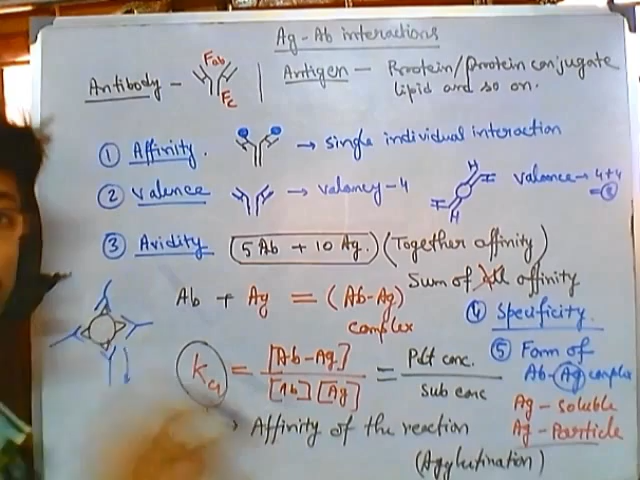 Ag-Ab interactions
Antibody - Fab Fc
Antigen - Protein/protein conjugate
lipid and so on.
① Affinity. → single individual interaction
② Valence → valency-4 valance→ 4+4
= 8
③ Avidity (5 Ab + 10 Ag.) (Together affinity)
Sum of affinity
Ab + Ag = (Ab-Ag)
complex
④ Specificity.
Ka = [Ab-Ag] / [Ab][Ag] = Pdt conc. / Sub conc
⑤ Form of
Ab-Ag complex
Ag - soluble
Ag - Particle
→ Affinity of the reaction
(Agglutination)